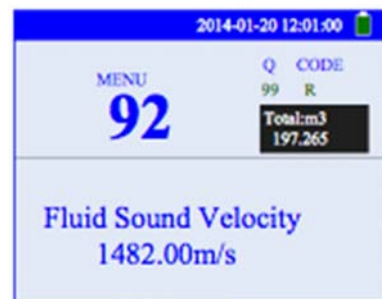 2014-01-20 12:01:00
MENU
92
Q CODE
99 R
Total:m3
197.265
Fluid Sound Velocity
1482.00m/s